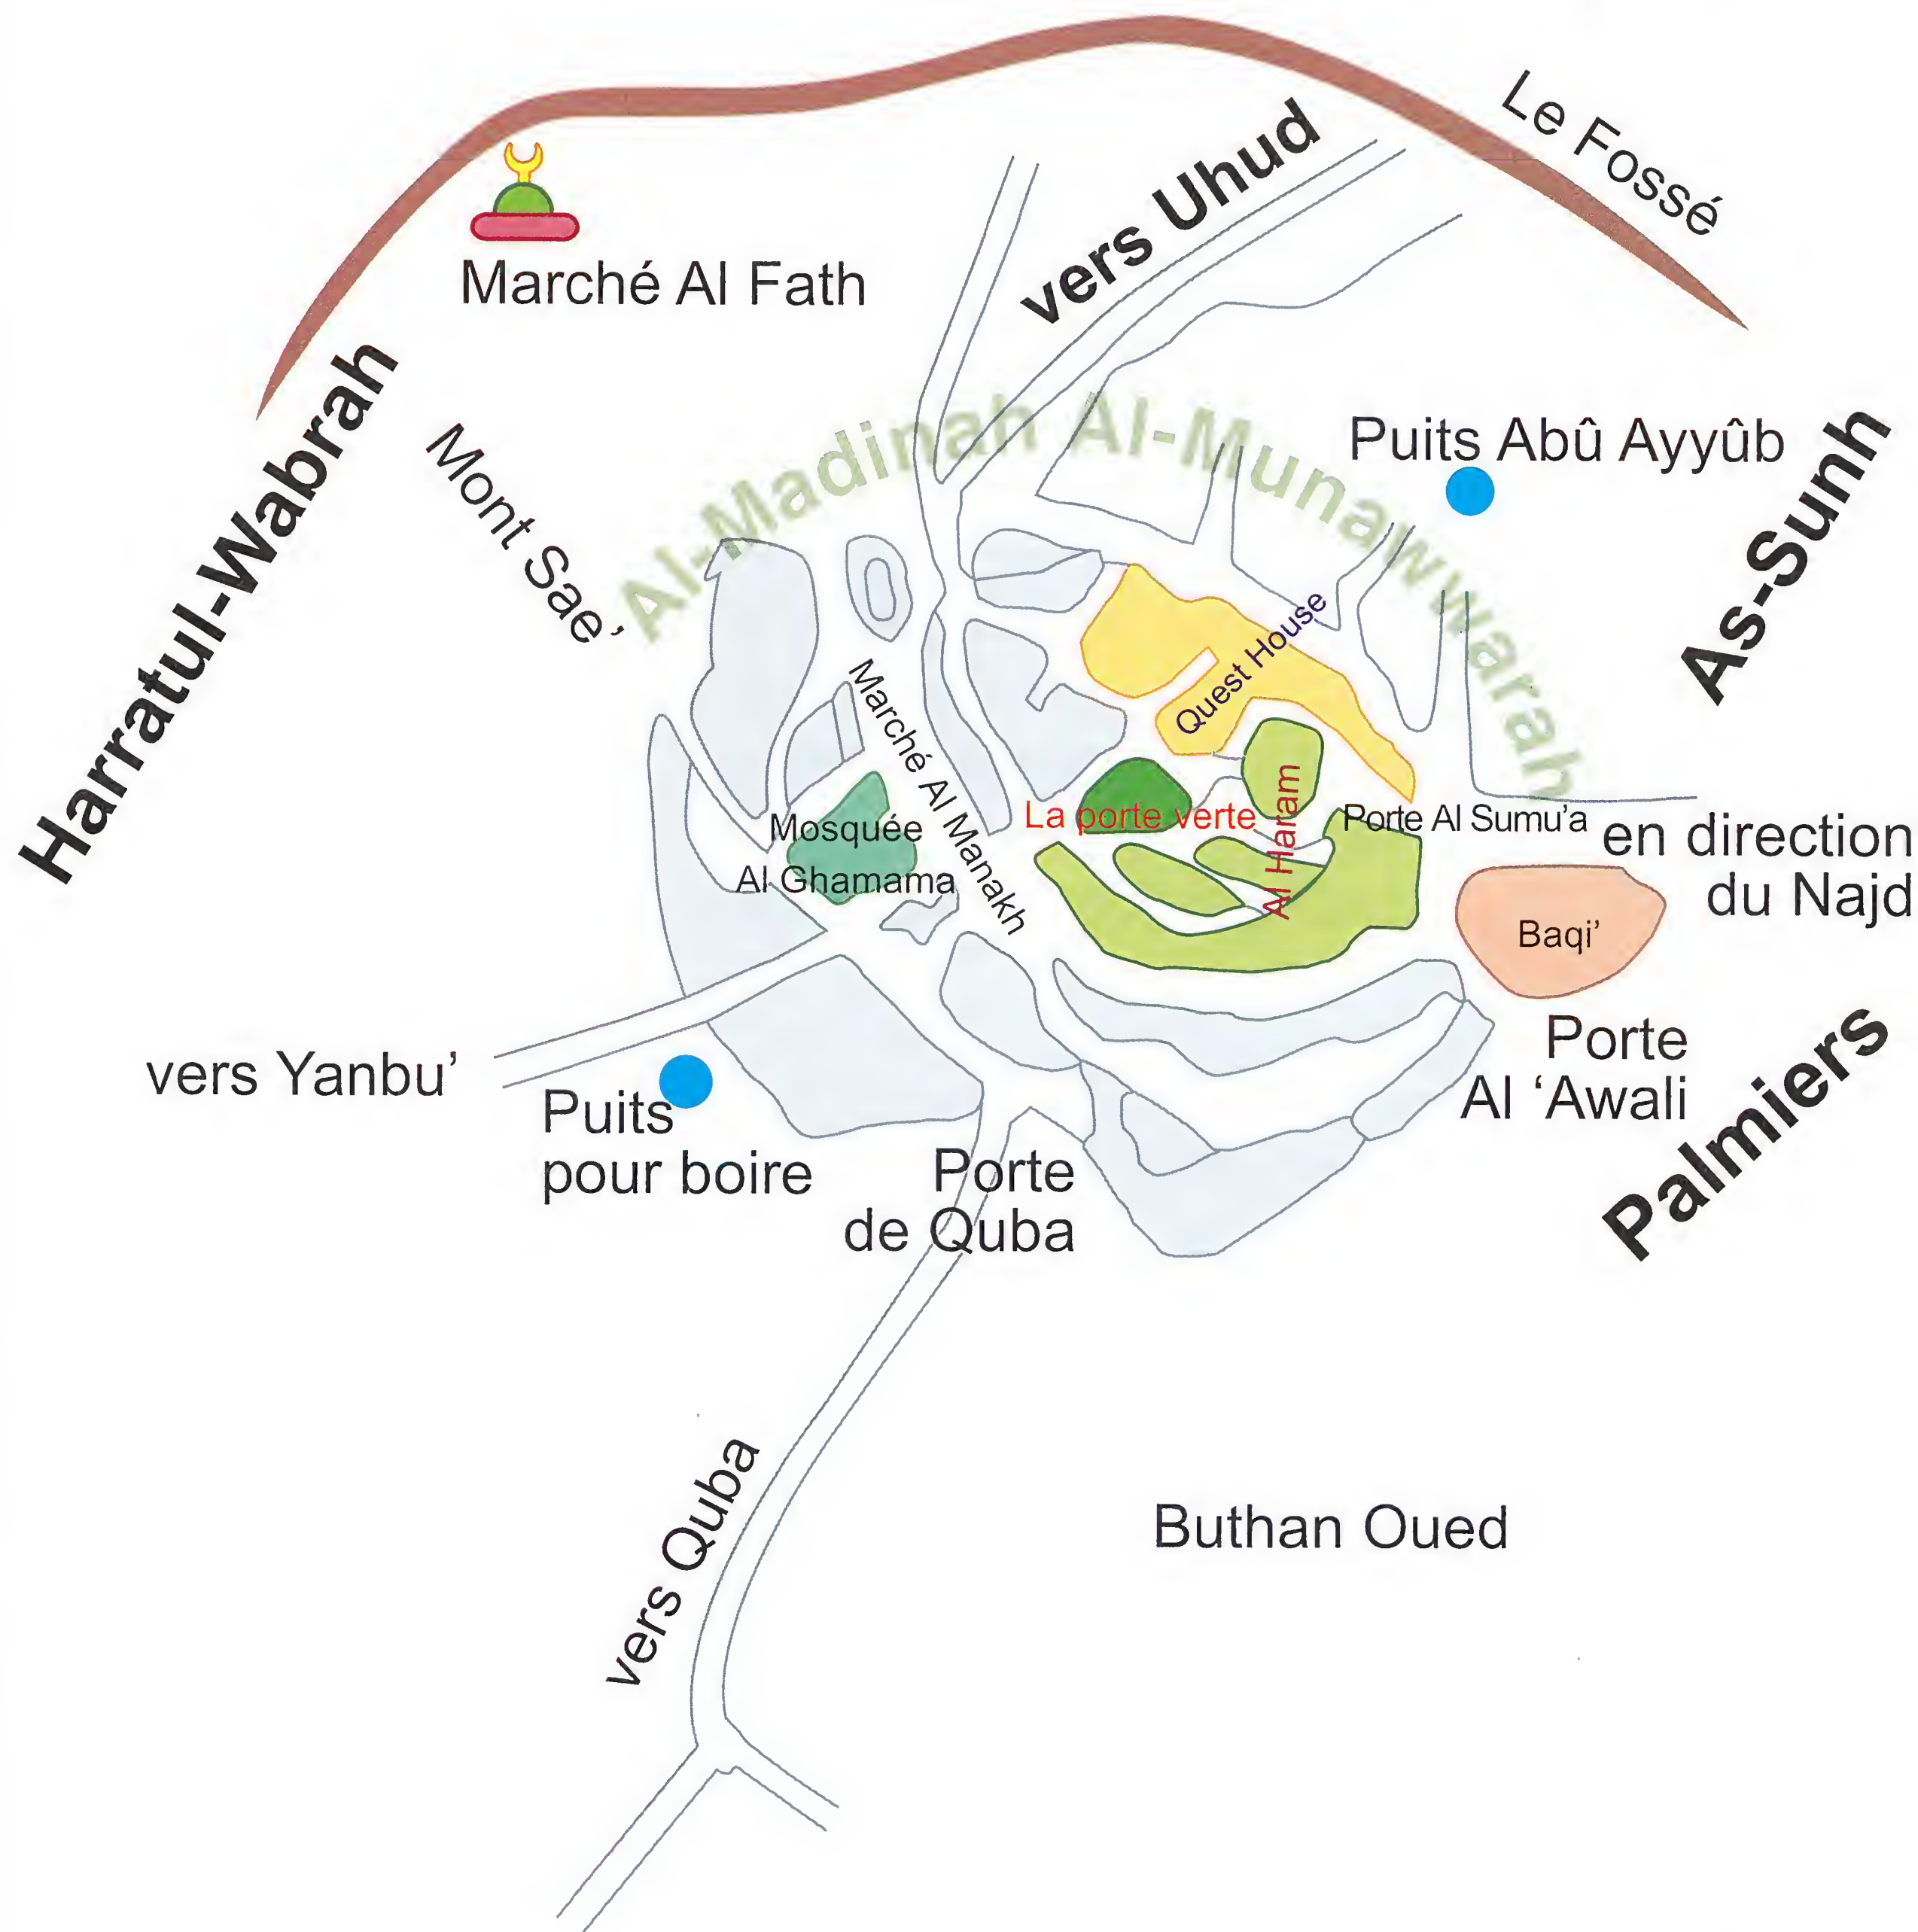 Le Fossé
vers Uhud
Marché Al Fath
Harratul-Wabrah
Mont Sae’
Al-Madinah Al-Munawwarah
Puits Abû Ayyûb
As-Sunh
Quest House
Marché Al Manakh
La porte verte
Al Haram
Porte Al Sumu’a
en direction
du Najd
Mosquée
Al Ghamama
Baqi’
vers Yanbu’
Puits
pour boire
Porte
de Quba
Porte
Al ‘Awali
Palmiers
vers Quba
Buthan Oued